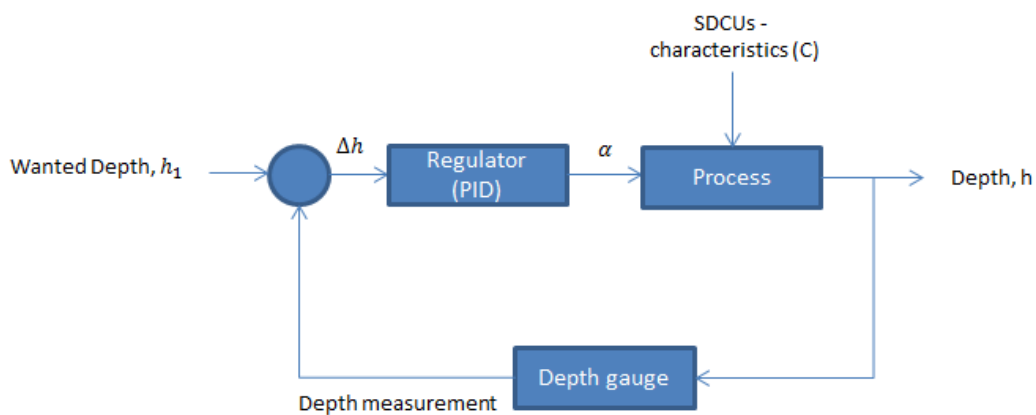 SDCUs -
characteristics (C)
Δh
α
Wanted Depth, h₁
Regulator
(PID)
Process
Depth, h
Depth gauge
Depth measurement